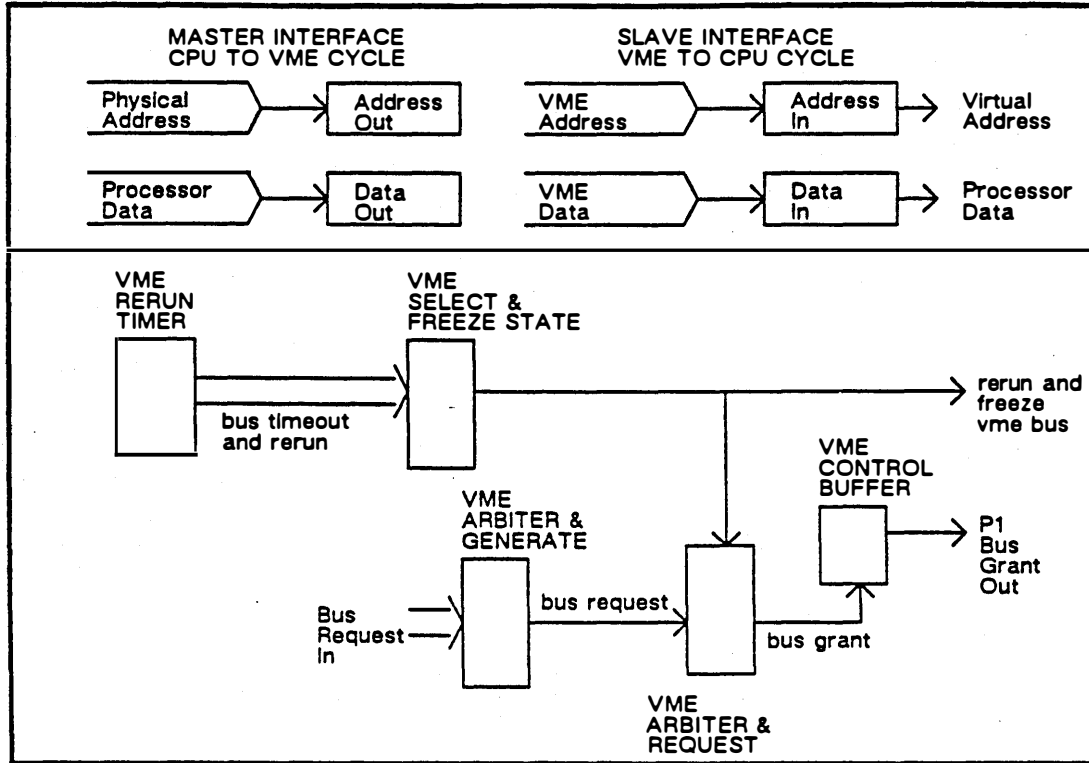 MASTER INTERFACE
CPU TO VME CYCLE
SLAVE INTERFACE
VME TO CPU CYCLE
Physical
Address
Address
Out
VME
Address
Address
In
Virtual
Address
Processor
Data
Data
Out
VME
Data
Data
In
Processor
Data
VME
RERUN
TIMER
VME
SELECT &
FREEZE STATE
bus timeout
and rerun
rerun and
freeze
vme bus
VME
CONTROL
BUFFER
VME
ARBITER &
GENERATE
P1
Bus
Grant
Out
Bus
Request
In
bus request
bus grant
VME
ARBITER &
REQUEST